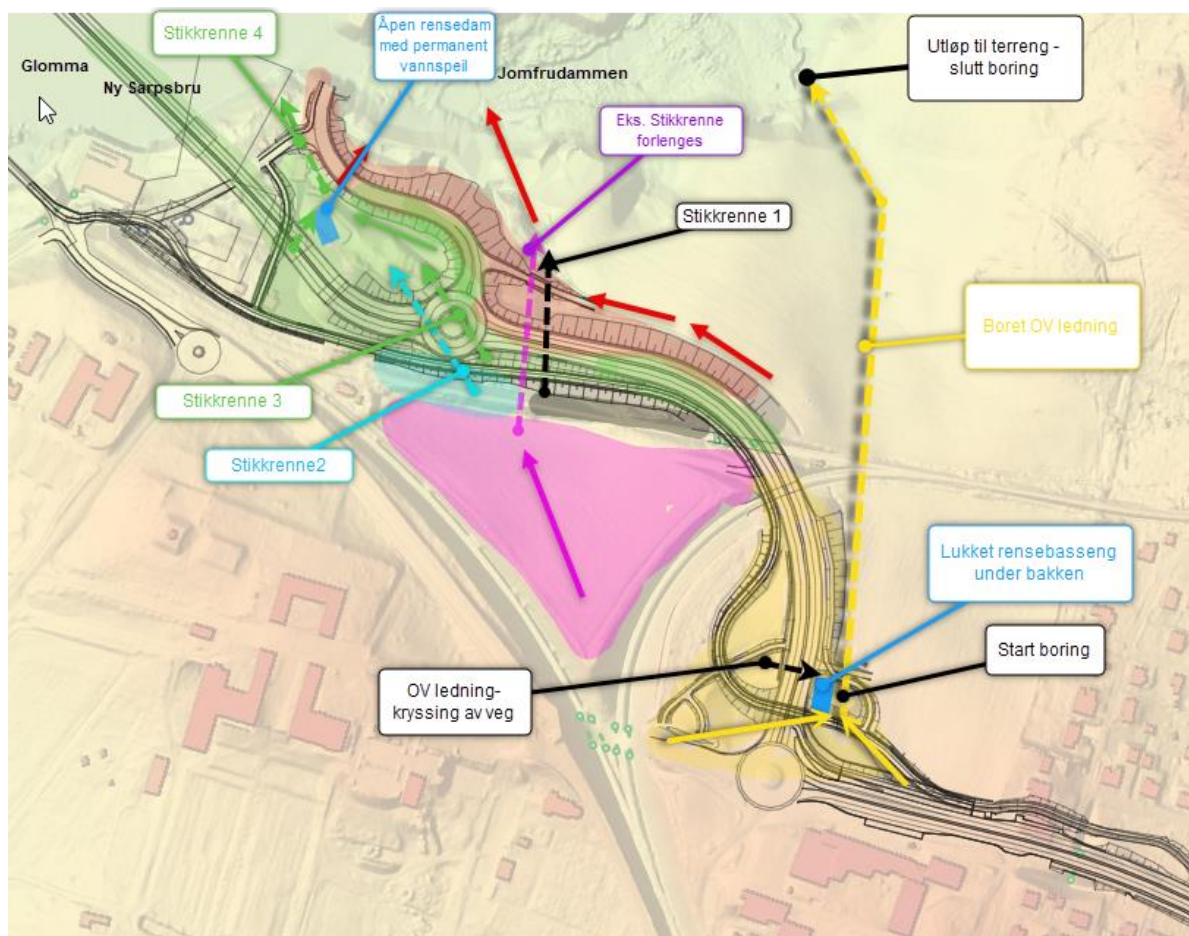 Stikkrenne 4
Åpen rensedam
med permanent
vannspeil
Utløp til terreng -
slutt boring
Glomma
Ny Sarpsbru
Jomfrudammen
Eks. Stikkrenne
forlenges
Stikkrenne 1
Boret OV ledning
Stikkrenne 3
Stikkrenne2
Lukket rensebasseng
under bakken
Start boring
OV ledning-
kryssing av veg